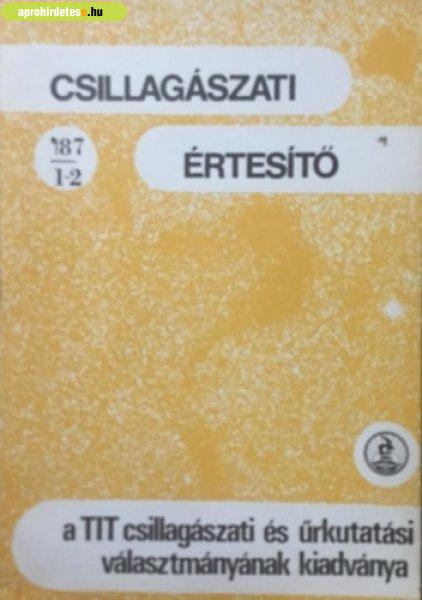 aprohirdetes.hu
CSILLAGÁSZATI
'87
1-2
ÉRTESÍTŐ
a TIT csillagászati és űrkutatási
választmányának kiadványa